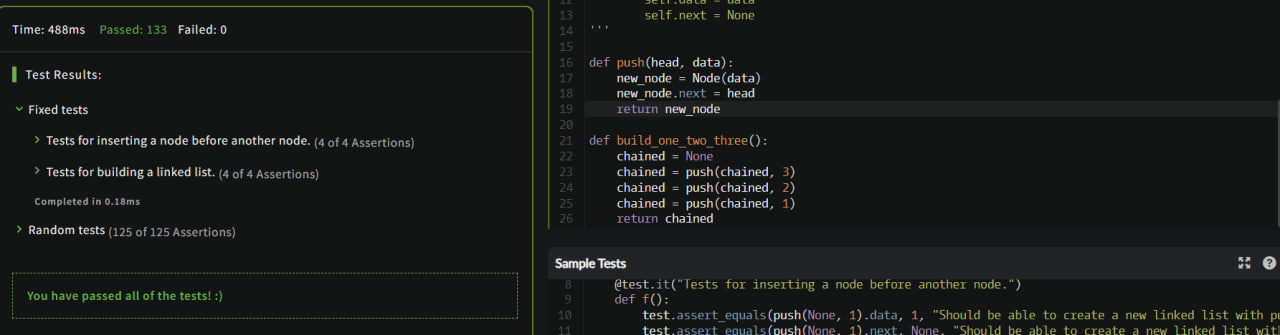 Time: 488ms Passed: 133 Failed: 0
Test Results:
Fixed tests
Tests for inserting a node before another node. (4 of 4 Assertions)
Tests for building a linked list. (4 of 4 Assertions)
Completed in 0.18ms
Random tests (125 of 125 Assertions)
You have passed all of the tests! :)
12 self.data = data
13 self.next = None
14 '''
15
16 def push(head, data):
17 new_node = Node(data)
18 new_node.next = head
19 return new_node
20
21 def build_one_two_three():
22 chained = None
23 chained = push(chained, 3)
24 chained = push(chained, 2)
25 chained = push(chained, 1)
26 return chained
Sample Tests
8 @test.it("Tests for inserting a node before another node.")
9 def f():
10 test.assert_equals(push(None, 1).data, 1, "Should be able to create a new linked list with pu
11 test.assert_equals(push(None, 1).next, None, "Should be able to create a new linked list with